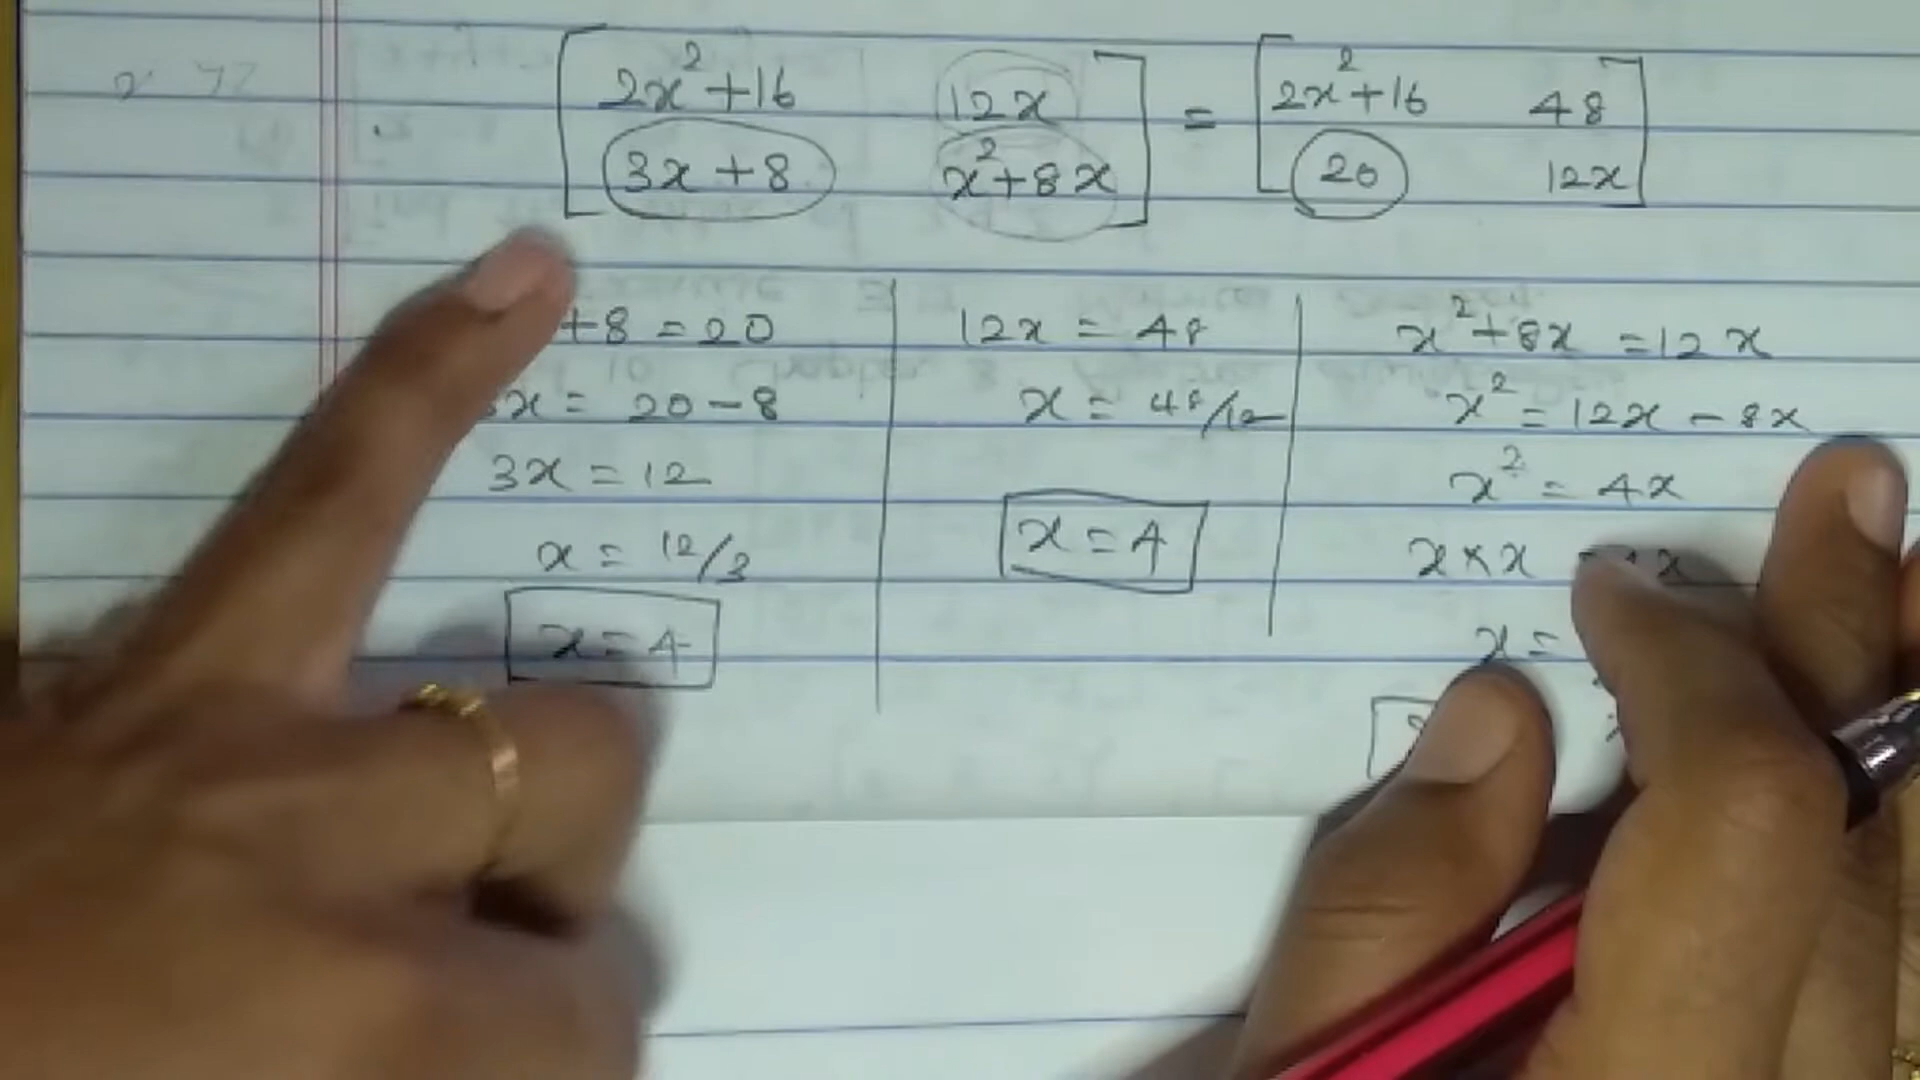 2x²+16 12x = 2x²+16 48
3x+8 x²+8x 20 12x
+8 = 20
x = 20-8
3x = 12
x = 12/3
x = 4
12x = 48
x = 48/12
x = 4
x²+8x = 12x
x² = 12x - 8x
x² = 4x
x×x = 4x
x =